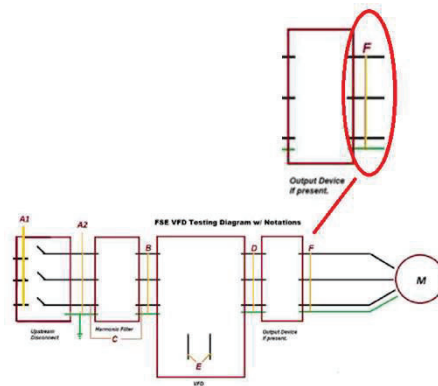 F
Output Device
if present.
FSE VFD Testing Diagram w/ Notations
A1
A2
B
D
F
M
Upstream
Disconnect
Harmonic Filter
C
E
VFD
Output Device
if present.